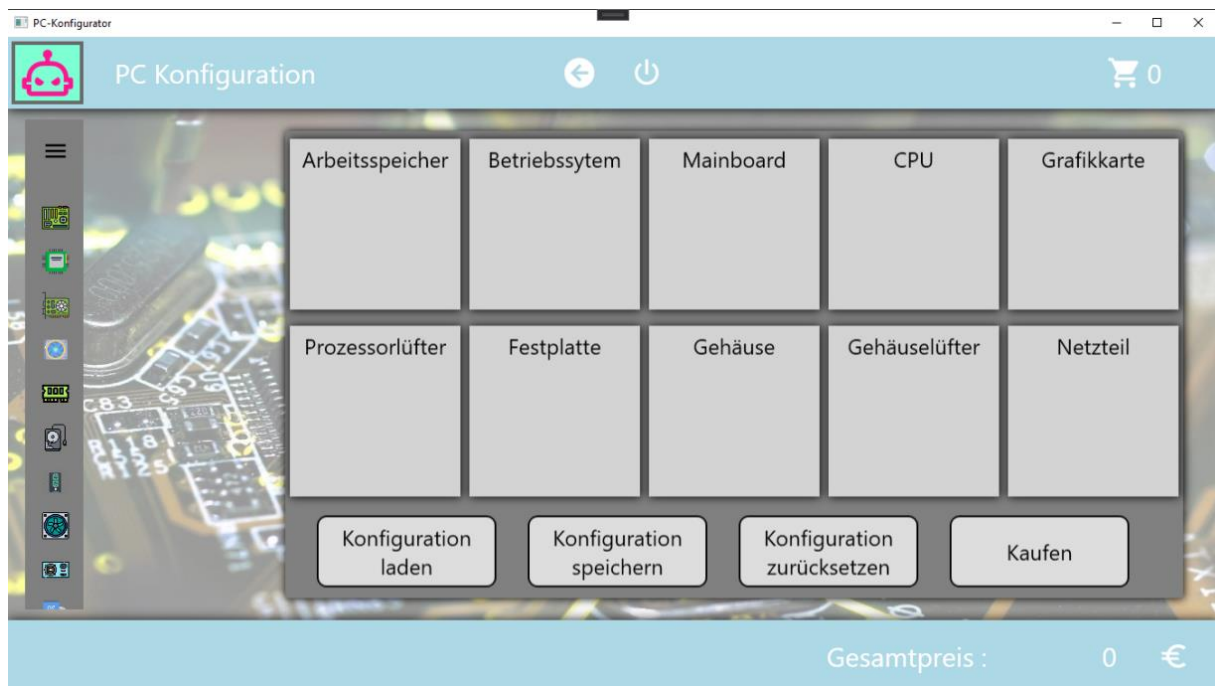 PC-Konfigurator
PC Konfiguration
0
Arbeitsspeicher
Betriebssytem
Mainboard
CPU
Grafikkarte
Prozessorlüfter
Festplatte
Gehäuse
Gehäuselüfter
Netzteil
Konfiguration
laden
Konfiguration
speichern
Konfiguration
zurücksetzen
Kaufen
Gesamtpreis :
0 €